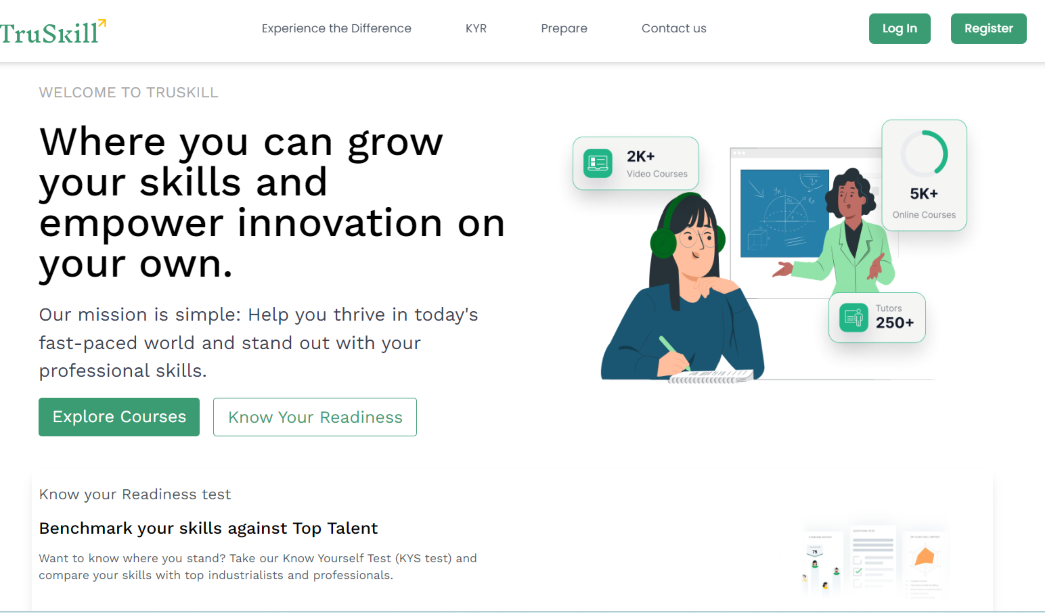 TruSkill
Experience the Difference
KYR
Prepare
Contact us
Log In
Register
WELCOME TO TRUSKILL
Where you can grow
your skills and
empower innovation on
your own.
Our mission is simple: Help you thrive in today's
fast-paced world and stand out with your
professional skills.
Explore Courses
Know Your Readiness
2K+
Video Courses
5K+
Online Courses
Tutors
250+
Know your Readiness test
Benchmark your skills against Top Talent
Want to know where you stand? Take our Know Yourself Test (KYS test) and
compare your skills with top industrialists and professionals.